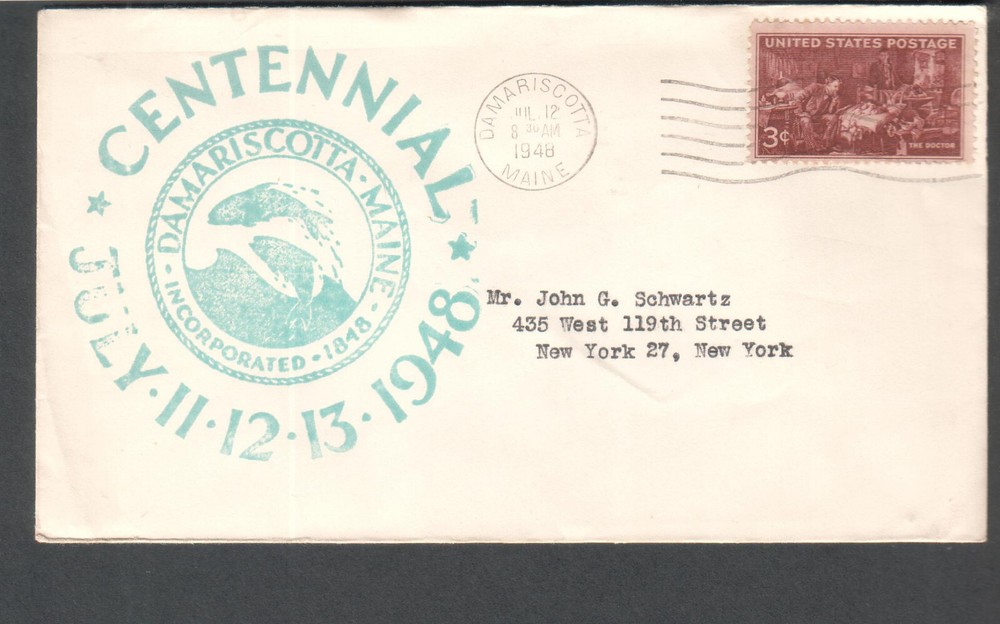 CENTENNIAL
DAMARISCOTTA · MAINE ·
INCORPORATED · 1848 ·
JULY · 11 · 12 · 13 · 1948
DAMARISCOTTA
JUL 12
8 30 AM
1948
MAINE
UNITED STATES POSTAGE
3¢
THE DOCTOR
Mr. John G. Schwartz
435 West 119th Street
New York 27, New York